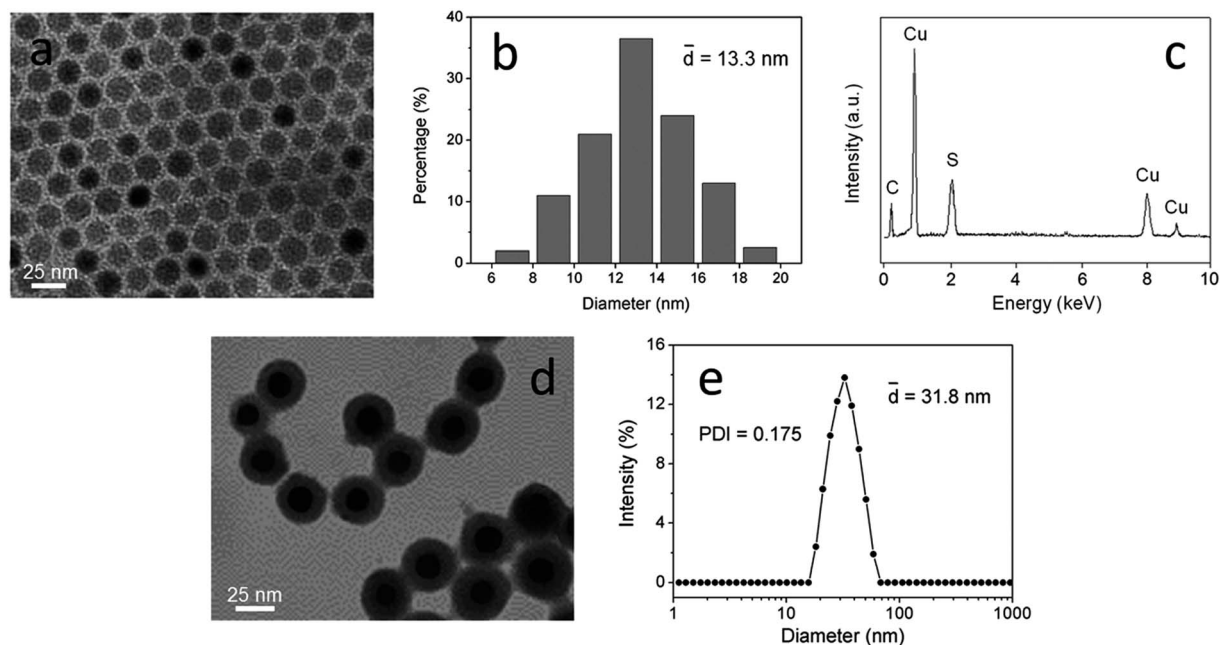 a
25 nm
b
d̄ = 13.3 nm
Percentage (%)
40
30
20
10
0
6 8 10 12 14 16 18 20
Diameter (nm)
c
Cu
C
S
Cu
Cu
Intensity (a.u.)
0 2 4 6 8 10
Energy (keV)
d
25 nm
e
d̄ = 31.8 nm
PDI = 0.175
Intensity (%)
16
12
8
4
0
1 10 100 1000
Diameter (nm)